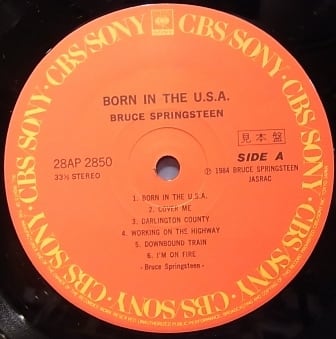 CBS SONY · CBS SONY · CBS SONY · CBS SONY · CBS SONY · CBS SONY ·
BORN IN THE U.S.A.
BRUCE SPRINGSTEEN
28AP 2850
33⅓ STEREO
見本盤
SIDE A
℗ 1984 BRUCE SPRINGSTEEN
JASRAC
1. BORN IN THE U.S.A.
2. COVER ME
3. DARLINGTON COUNTY
4. WORKING ON THE HIGHWAY
5. DOWNBOUND TRAIN
6. I'M ON FIRE
-Bruce Springsteen-